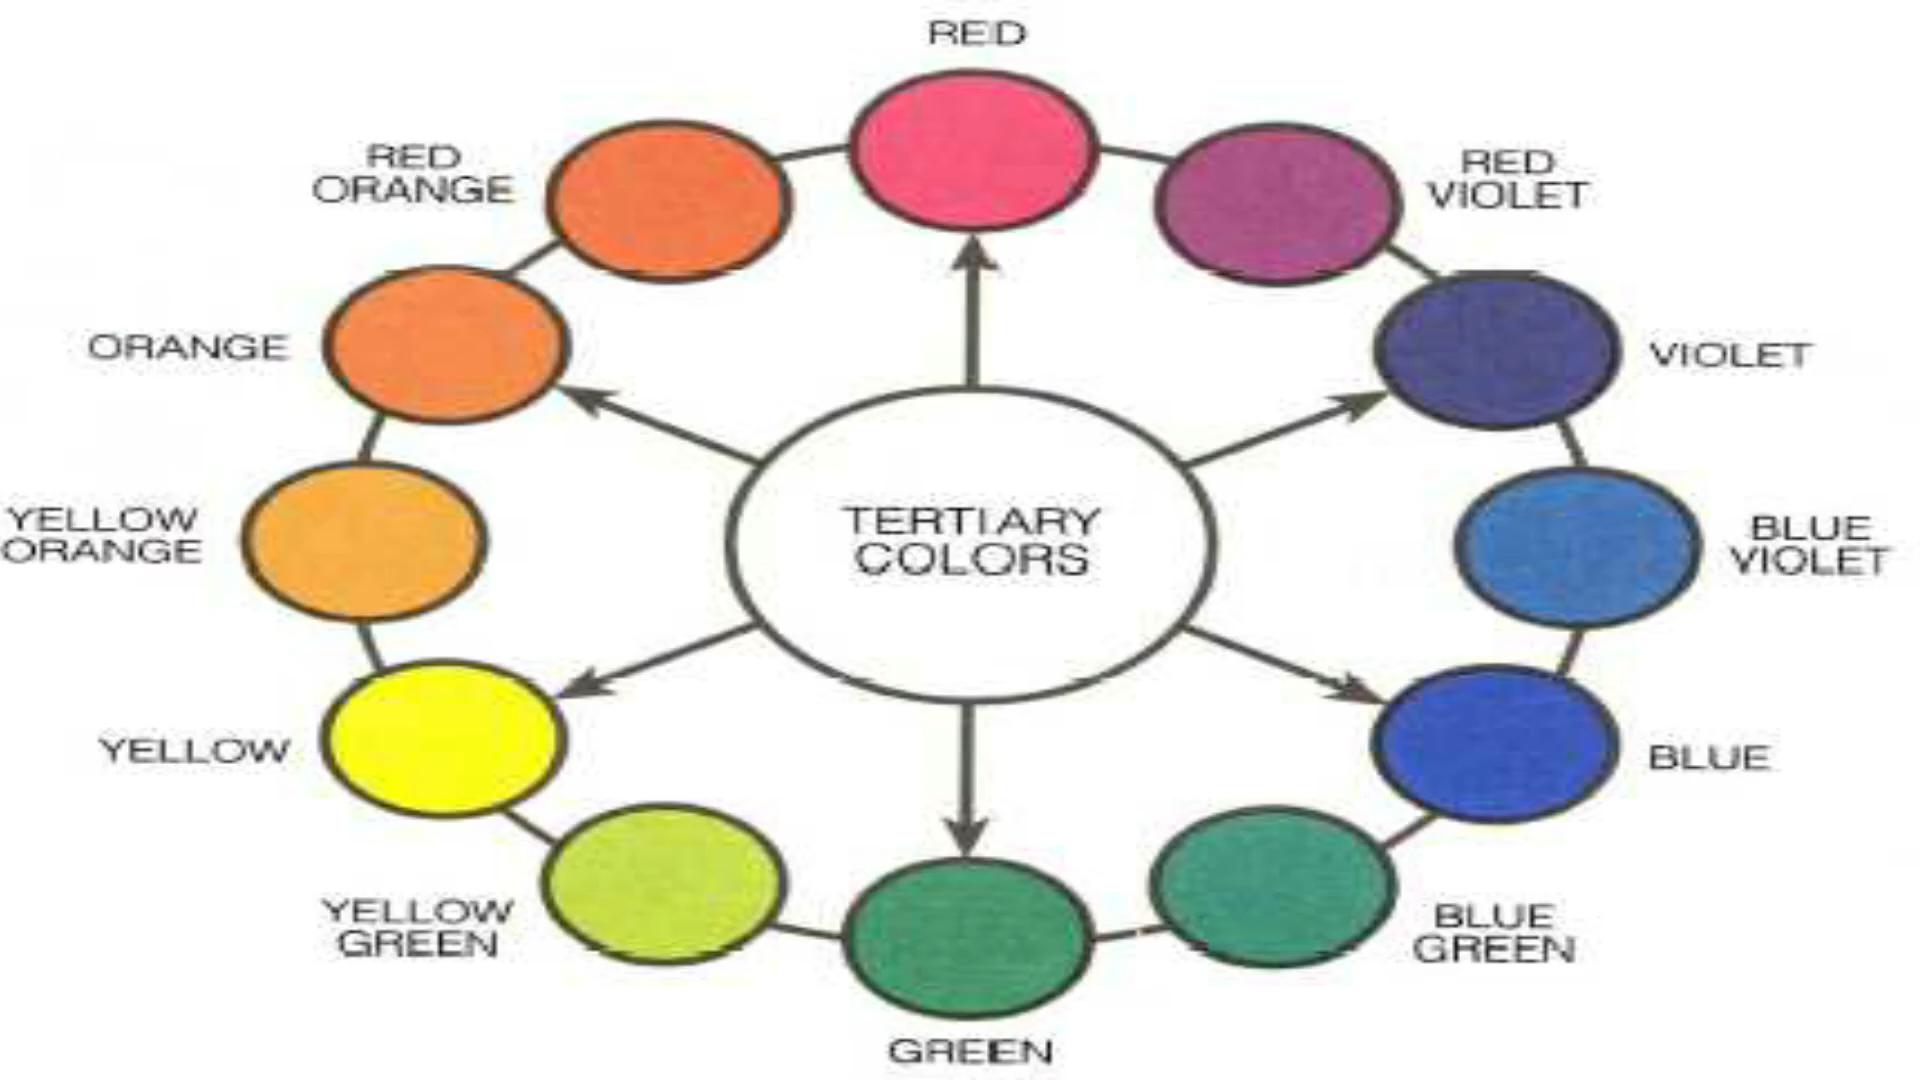 RED
RED
ORANGE
RED
VIOLET
ORANGE
VIOLET
YELLOW
ORANGE
TERTIARY
COLORS
BLUE
VIOLET
YELLOW
BLUE
YELLOW
GREEN
BLUE
GREEN
GREEN